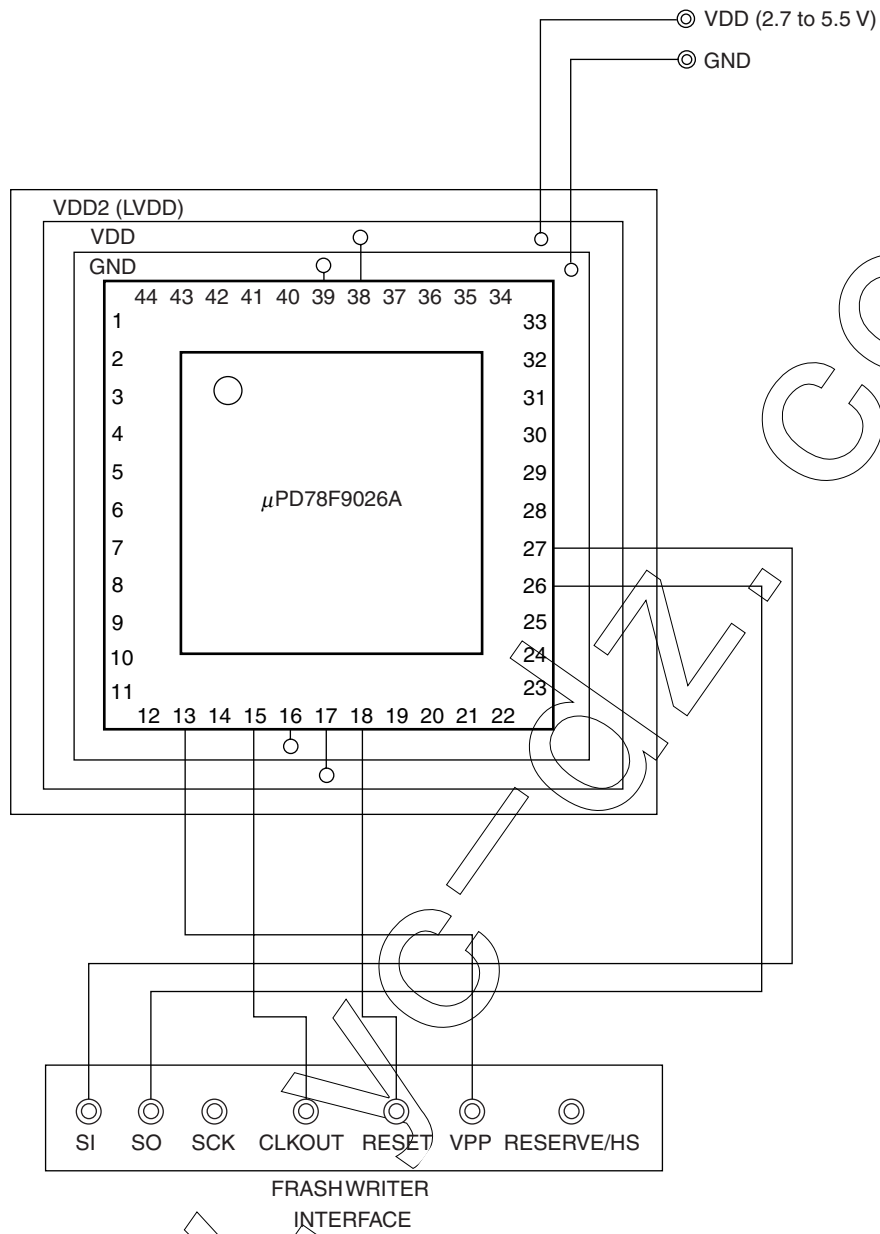 VDD (2.7 to 5.5 V)
GND
VDD2 (LVDD)
VDD
GND
44 43 42 41 40 39 38 37 36 35 34
1
2
3
4
5
6
7
8
9
10
11
μPD78F9026A
33
32
31
30
29
28
27
26
25
24
23
12 13 14 15 16 17 18 19 20 21 22
SI SO SCK CLKOUT RESET VPP RESERVE/HS
FRASHWRITER
INTERFACE